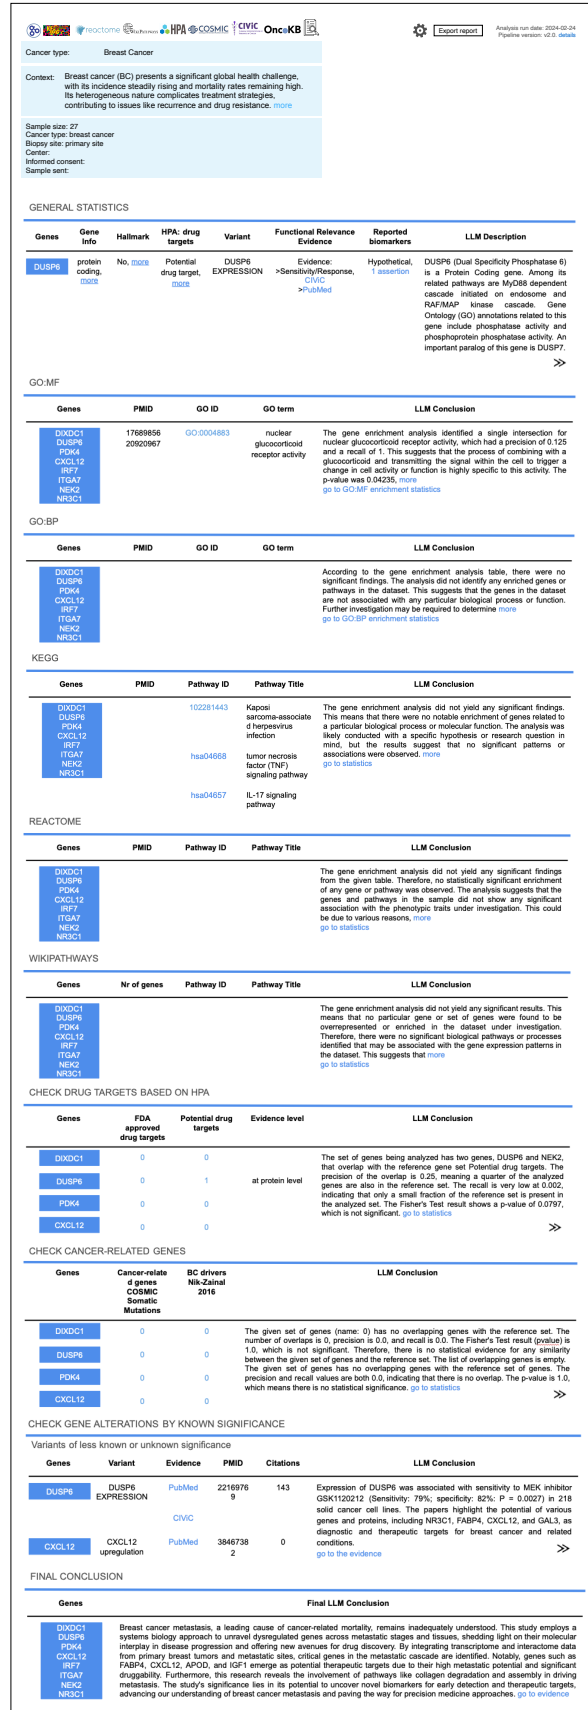 reactome
HPA
COSMIC
CIViC
OncoKB
Export report
Analysis run date: 2024-02-24
Pipeline version: v2.0. details
Cancer type: Breast Cancer
Context: Breast cancer (BC) presents a significant global health challenge,
with its incidence steadily rising and mortality rates remaining high.
Its heterogeneous nature complicates treatment strategies,
contributing to issues like recurrence and drug resistance. more
Sample size: 27
Cancer type: breast cancer
Biopsy site: primary site
Center:
Informed consent:
Sample sent:
GENERAL STATISTICS
Genes
Gene
Info
Hallmark
HPA: drug
targets
Variant
Functional Relevance
Evidence
Reported
biomarkers
LLM Description
DUSP6
protein
coding,
more
No, more
Potential
drug target,
more
DUSP6
EXPRESSION
Evidence:
>Sensitivity/Response,
CIViC
>PubMed
Hypothetical,
1 assertion
DUSP6 (Dual Specificity Phosphatase 6)
is a Protein Coding gene. Among its
related pathways are MyD88 dependent
cascade initiated on endosome and
RAF/MAP kinase cascade. Gene
Ontology (GO) annotations related to this
gene include phosphatase activity and
phosphoprotein phosphatase activity. An
important paralog of this gene is DUSP7.
>>
GO:MF
Genes PMID GO ID GO term LLM Conclusion
DIXDC1
DUSP6
PDK4
CXCL12
IRF7
ITGA7
NEK2
NR3C1
17689856
20920967
GO:0004883
nuclear
glucocorticoid
receptor activity
The gene enrichment analysis identified a single intersection for
nuclear glucocorticoid receptor activity, which had a precision of 0.125
and a recall of 1. This suggests that the process of combining with a
glucocorticoid and transmitting the signal within the cell to trigger a
change in cell activity or function is highly specific to this activity. The
p-value was 0.04235, more
go to GO:MF enrichment statistics
GO:BP
Genes PMID GO ID GO term LLM Conclusion
DIXDC1
DUSP6
PDK4
CXCL12
IRF7
ITGA7
NEK2
NR3C1
According to the gene enrichment analysis table, there were no
significant findings. The analysis did not identify any enriched genes or
pathways in the dataset. This suggests that the genes in the dataset
are not associated with any particular biological process or function.
Further investigation may be required to determine more
go to GO:BP enrichment statistics
KEGG
Genes PMID Pathway ID Pathway Title LLM Conclusion
DIXDC1
DUSP6
PDK4
CXCL12
IRF7
ITGA7
NEK2
NR3C1
102281443
Kaposi
sarcoma-associate
d herpesvirus
infection
hsa04668
tumor necrosis
factor (TNF)
signaling pathway
hsa04657
IL-17 signaling
pathway
The gene enrichment analysis did not yield any significant findings.
This means that there were no notable enrichment of genes related to
a particular biological process or molecular function. The analysis was
likely conducted with a specific hypothesis or research question in
mind, but the results suggest that no significant patterns or
associations were observed. more
go to statistics
REACTOME
Genes PMID Pathway ID Pathway Title LLM Conclusion
DIXDC1
DUSP6
PDK4
CXCL12
IRF7
ITGA7
NEK2
NR3C1
The gene enrichment analysis did not yield any significant findings
from the given table. Therefore, no statistically significant enrichment
of any gene or pathway was observed. The analysis suggests that the
genes and pathways in the sample did not show any significant
association with the phenotypic traits under investigation. This could
be due to various reasons, more
go to statistics
WIKIPATHWAYS
Genes Nr of genes Pathway ID Pathway Title LLM Conclusion
DIXDC1
DUSP6
PDK4
CXCL12
IRF7
ITGA7
NEK2
NR3C1
The gene enrichment analysis did not yield any significant results. This
means that no particular gene or set of genes were found to be
overrepresented or enriched in the dataset under investigation.
Therefore, there were no significant biological pathways or processes
identified that may be associated with the gene expression patterns in
the dataset. This suggests that more
go to statistics
CHECK DRUG TARGETS BASED ON HPA
Genes
FDA
approved
drug targets
Potential drug
targets
Evidence level
LLM Conclusion
DIXDC1 0 0
DUSP6 0 1 at protein level
PDK4 0 0
CXCL12 0 0
The set of genes being analyzed has two genes, DUSP6 and NEK2,
that overlap with the reference gene set Potential drug targets. The
precision of the overlap is 0.25, meaning a quarter of the analyzed
genes are also in the reference set. The recall is very low at 0.002,
indicating that only a small fraction of the reference set is present in
the analyzed set. The Fisher's Test result shows a p-value of 0.0797,
which is not significant. go to statistics
>>
CHECK CANCER-RELATED GENES
Genes
Cancer-relate
d genes
COSMIC
Somatic
Mutations
BC drivers
Nik-Zainal
2016
LLM Conclusion
DIXDC1 0 0
DUSP6 0 0
PDK4 0 0
CXCL12 0 0
The given set of genes (name: 0) has no overlapping genes with the reference set. The
number of overlaps is 0, precision is 0.0, and recall is 0.0. The Fisher's Test result (pvalue) is
1.0, which is not significant. Therefore, there is no statistical evidence for any similarity
between the given set of genes and the reference set. The list of overlapping genes is empty.
The given set of genes has no overlapping genes with the reference set of genes. The
precision and recall values are both 0.0, indicating that there is no overlap. The p-value is 1.0,
which means there is no statistical significance. go to statistics
>>
CHECK GENE ALTERATIONS BY KNOWN SIGNIFICANCE
Variants of less known or unknown significance
Genes Variant Evidence PMID Citations LLM Conclusion
DUSP6
DUSP6
EXPRESSION
PubMed
CIViC
2216976
9
143
CXCL12
CXCL12
upregulation
PubMed
3846738
2
0
Expression of DUSP6 was associated with sensitivity to MEK inhibitor
GSK1120212 (Sensitivity: 79%; specificity: 82%: P = 0.0027) in 218
solid cancer cell lines. The papers highlight the potential of various
genes and proteins, including NR3C1, FABP4, CXCL12, and GAL3, as
diagnostic and therapeutic targets for breast cancer and related
conditions.
go to the evidence
>>
FINAL CONCLUSION
Genes Final LLM Conclusion
DIXDC1
DUSP6
PDK4
CXCL12
IRF7
ITGA7
NEK2
NR3C1
Breast cancer metastasis, a leading cause of cancer-related mortality, remains inadequately understood. This study employs a
systems biology approach to unravel dysregulated genes across metastatic stages and tissues, shedding light on their molecular
interplay in disease progression and offering new avenues for drug discovery. By integrating transcriptome and interactome data
from primary breast tumors and metastatic sites, critical genes in the metastatic cascade are identified. Notably, genes such as
FABP4, CXCL12, APOD, and IGF1 emerge as potential therapeutic targets due to their high metastatic potential and significant
druggability. Furthermore, this research reveals the involvement of pathways like collagen degradation and assembly in driving
metastasis. The study's significance lies in its potential to uncover novel biomarkers for early detection and therapeutic targets,
advancing our understanding of breast cancer metastasis and paving the way for precision medicine approaches. go to evidence